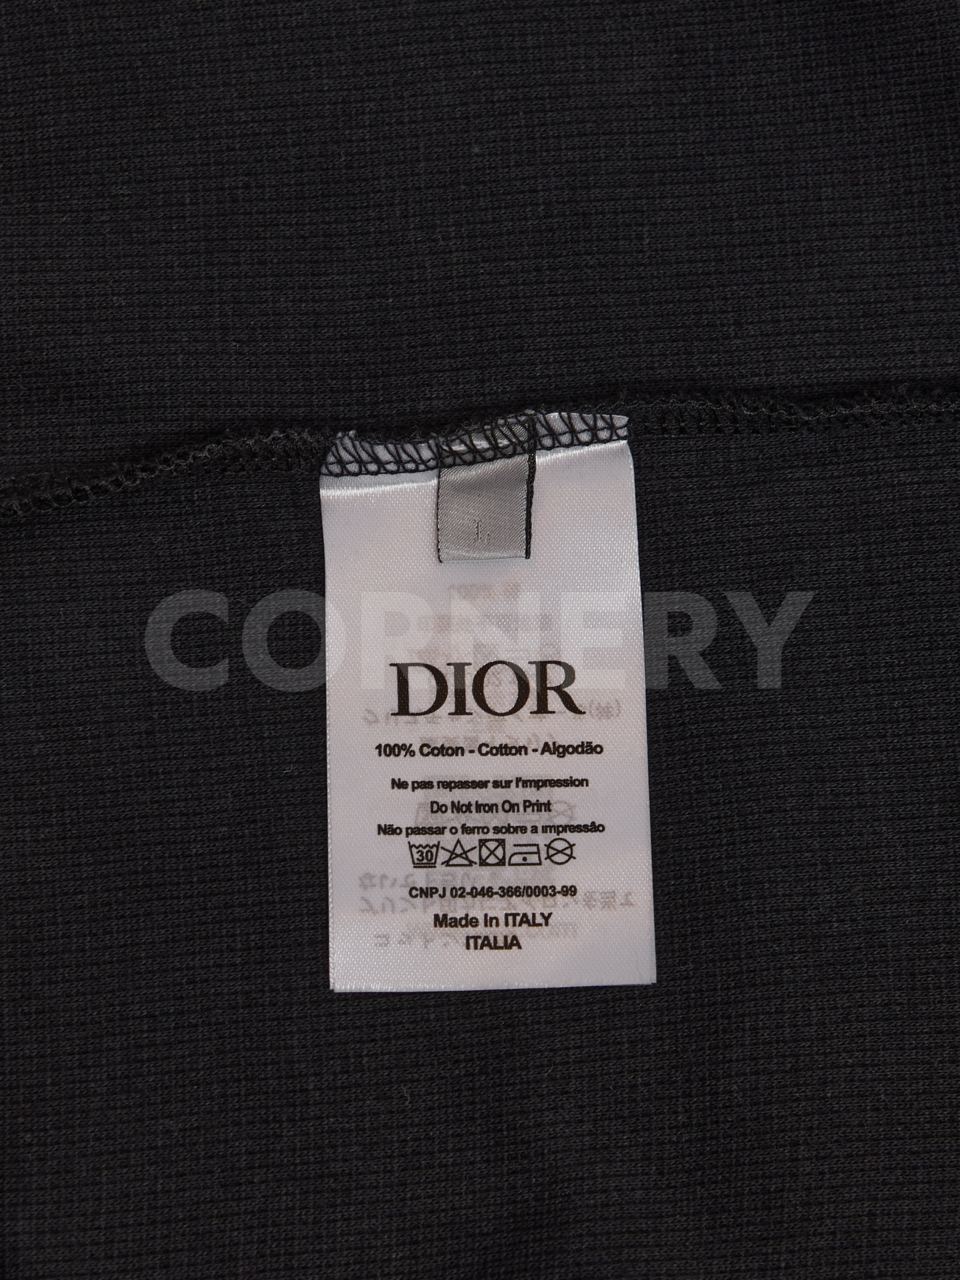 L
CORNERY
DIOR
100% Coton - Cotton - Algodão
Ne pas repasser sur l'impression
Do Not Iron On Print
Não passar o ferro sobre a impressão
30
CNPJ 02-046-366/0003-99
Made In ITALY
ITALIA